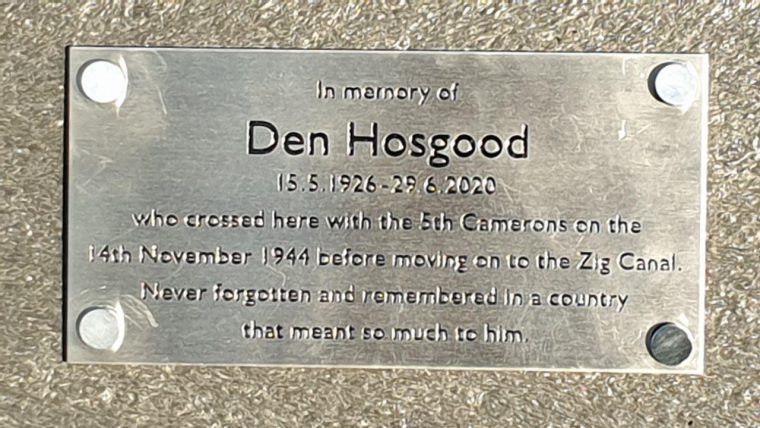 In memory of
Den Hosgood
15.5.1926-29.6.2020
who crossed here with the 5th Camerons on the
14th November 1944 before moving on to the Zig Canal.
Never forgotten and remembered in a country
that meant so much to him.